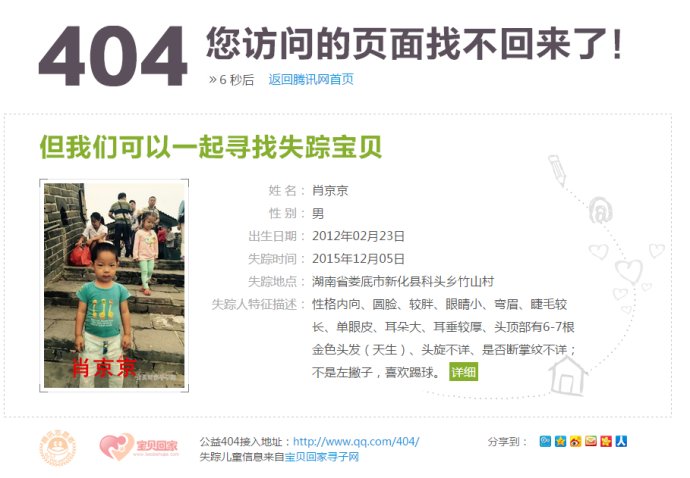 404 您访问的页面找不回来了!
»6 秒后 返回腾讯网首页
但我们可以一起寻找失踪宝贝
姓 名： 肖京京
性 别： 男
出生日期： 2012年02月23日
失踪时间： 2015年12月05日
失踪地点： 湖南省娄底市新化县科头乡竹山村
失踪人特征描述： 性格内向、圆脸、较胖、眼睛小、弯眉、睫毛较
长、单眼皮、耳朵大、耳垂较厚、头顶部有6-7根
金色头发（天生）、头旋不详、是否断掌纹不详；
不是左撇子，喜欢踢球。 详细
肖京京
宝贝回家
公益404接入地址：http://www.qq.com/404/
失踪儿童信息来自宝贝回家寻子网
分享到：